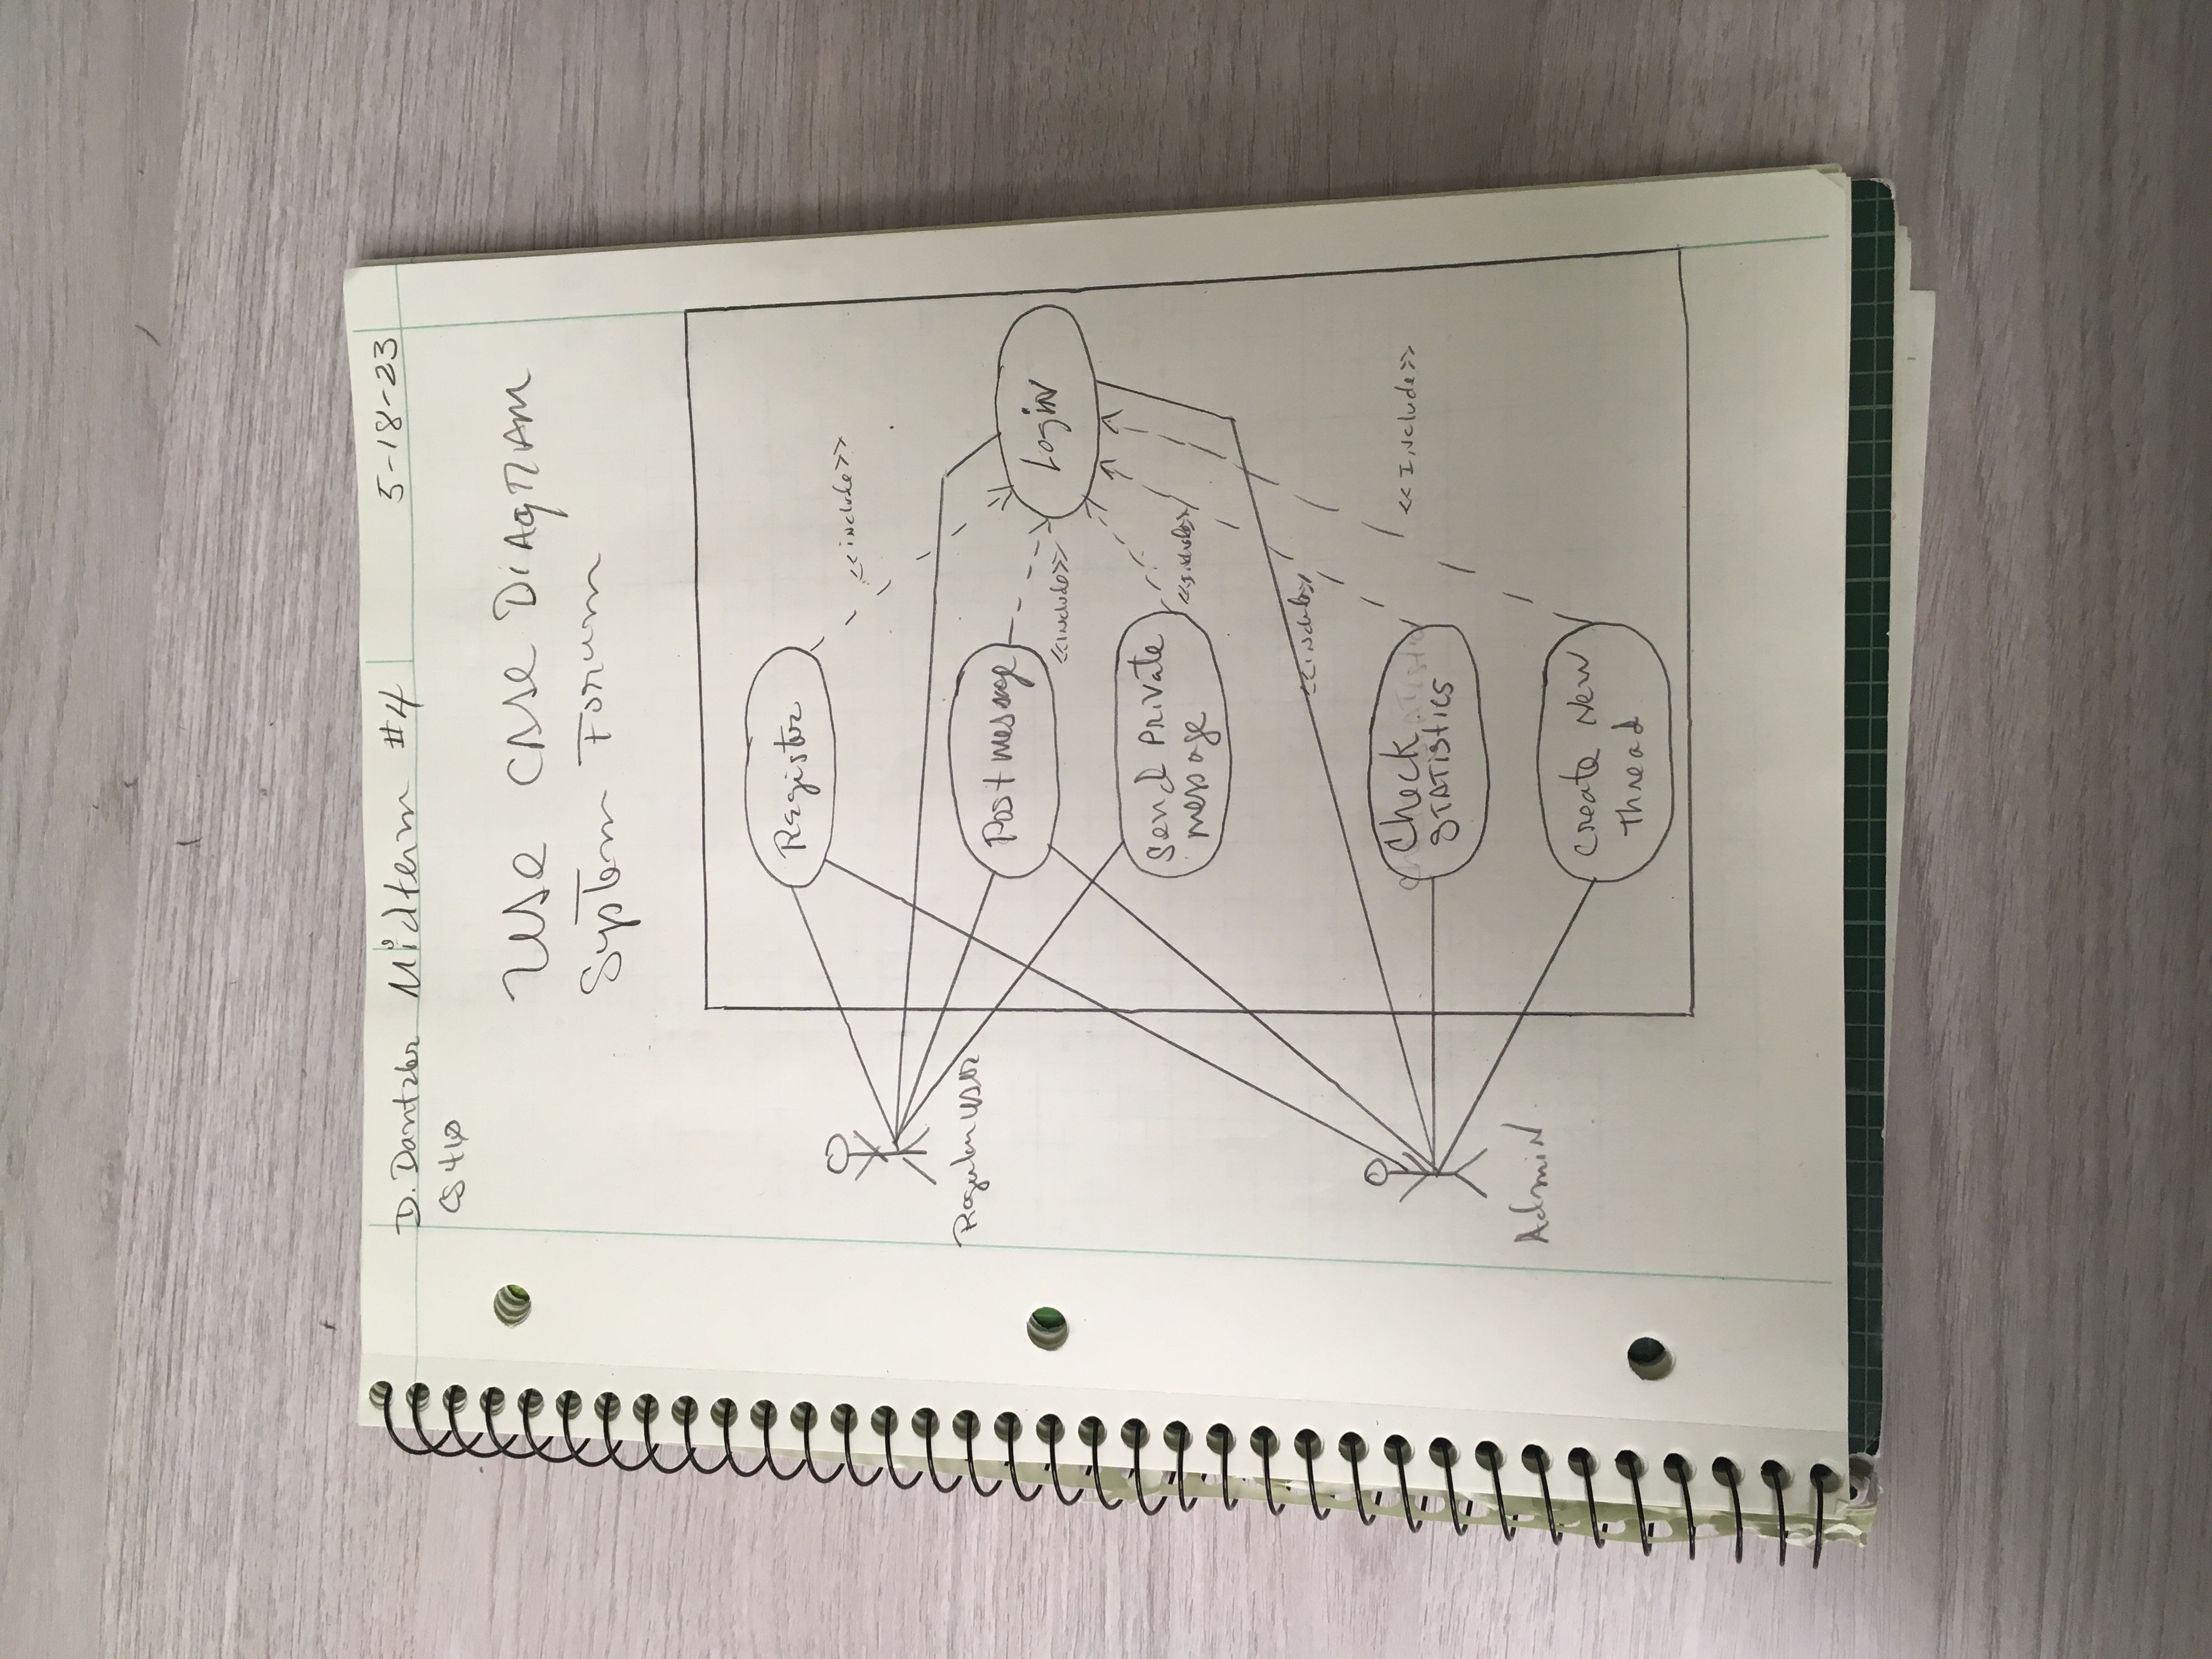 D. Dantzler Midterm #4 5-18-23
CS 410
Use Case Diagram
System Forum
Register
<<include>>
Regular user
Post message
Login
<<include>>
Send Private
message
<<Include>>
<<include>>
Check
Statistics
<<Include>>
Admin
Create New
Thread